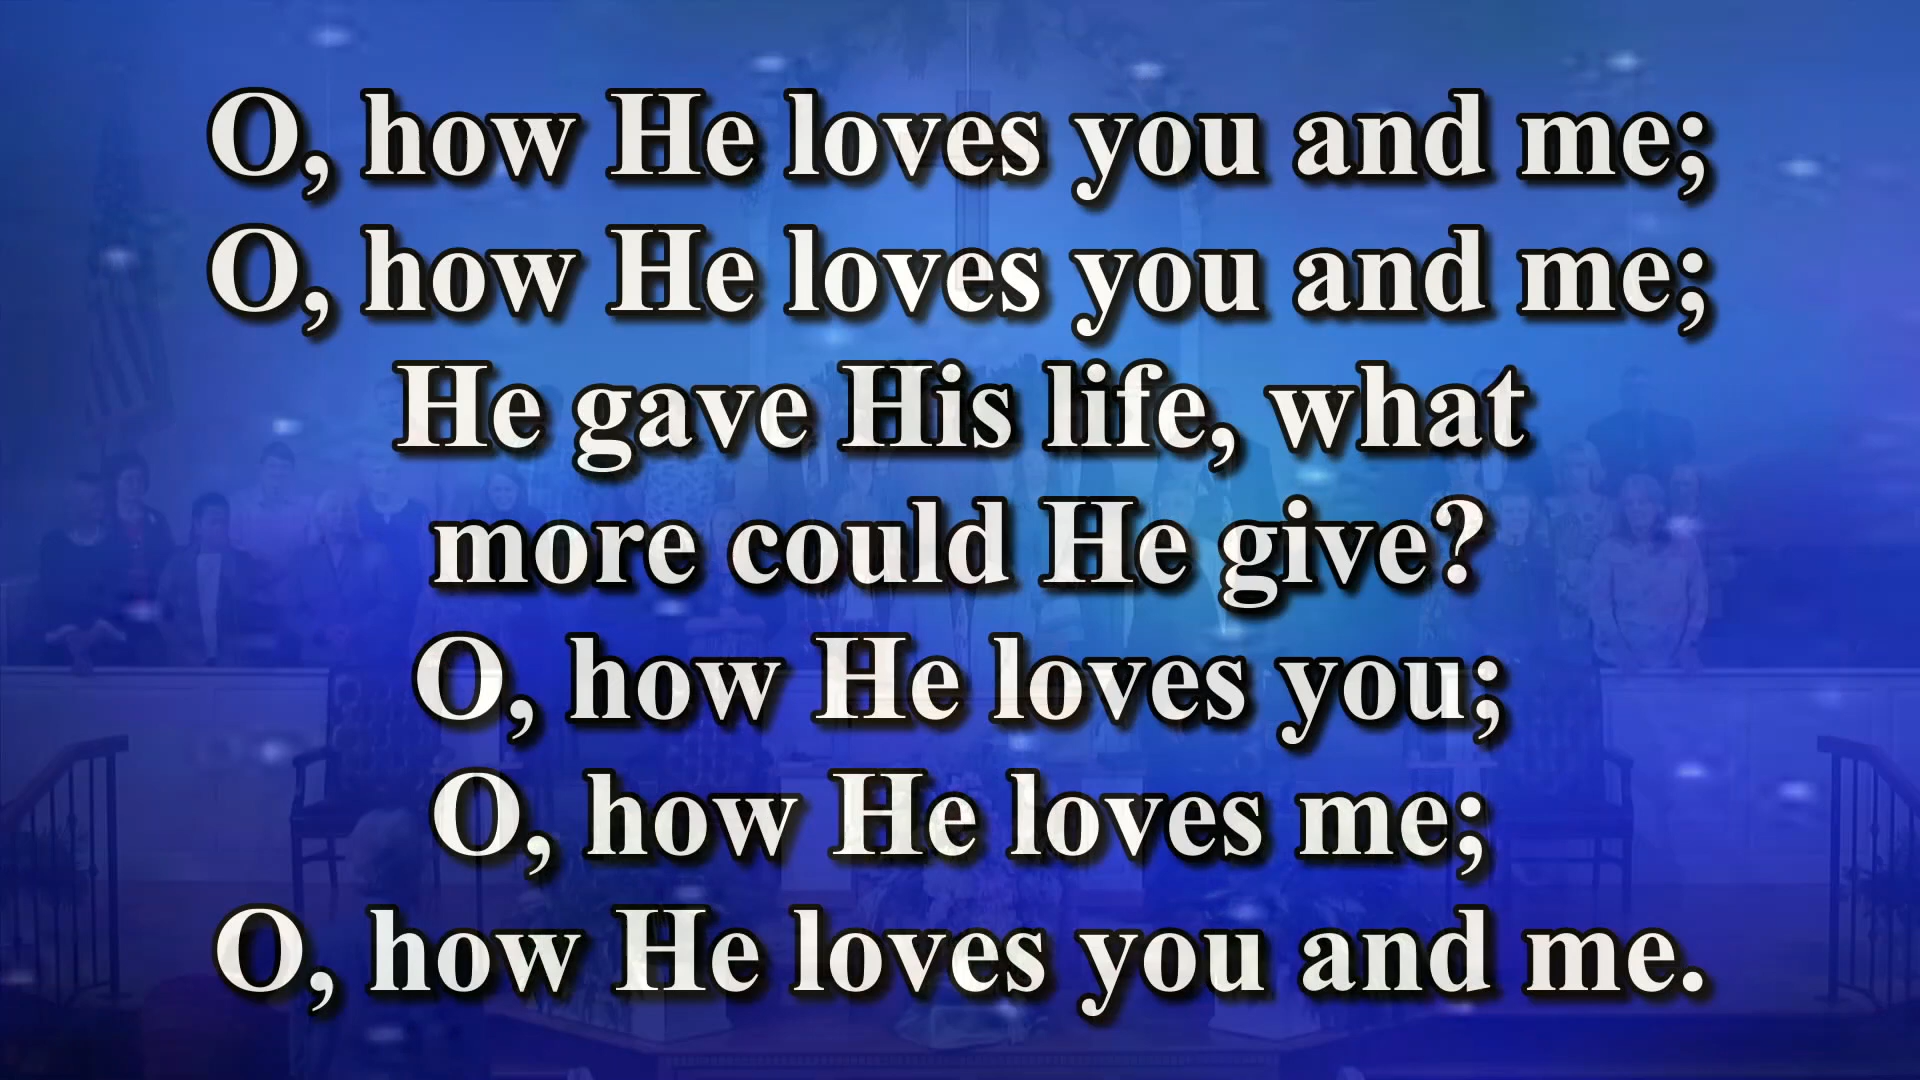 O, how He loves you and me;
O, how He loves you and me;
He gave His life, what
more could He give?
O, how He loves you;
O, how He loves me;
O, how He loves you and me.